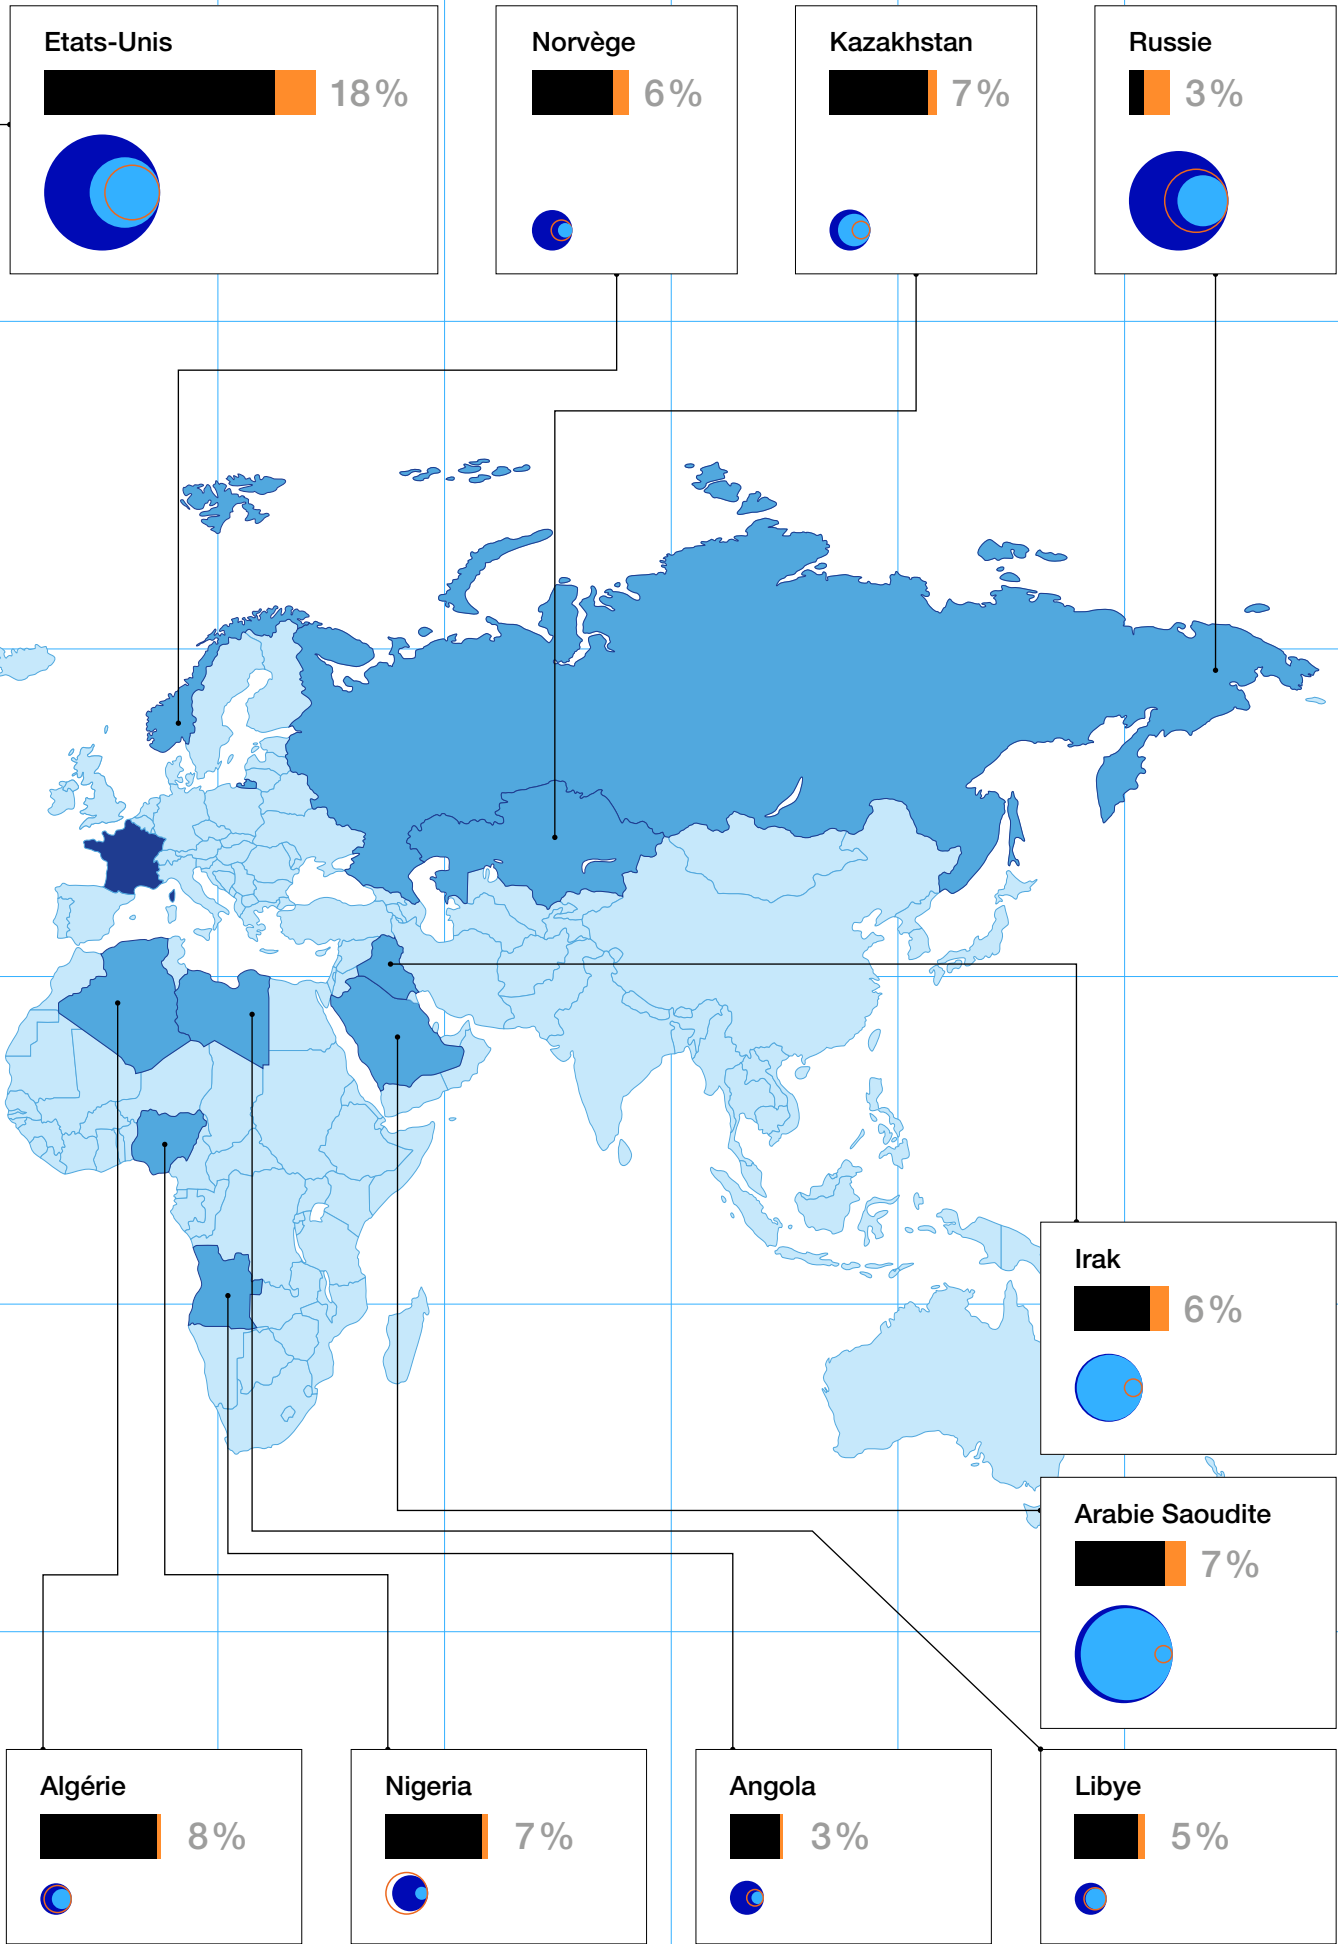 Etats-Unis
18%
Norvège
6%
Kazakhstan
7%
Russie
3%
Irak
6%
Arabie Saoudite
7%
Algérie
8%
Nigeria
7%
Angola
3%
Libye
5%